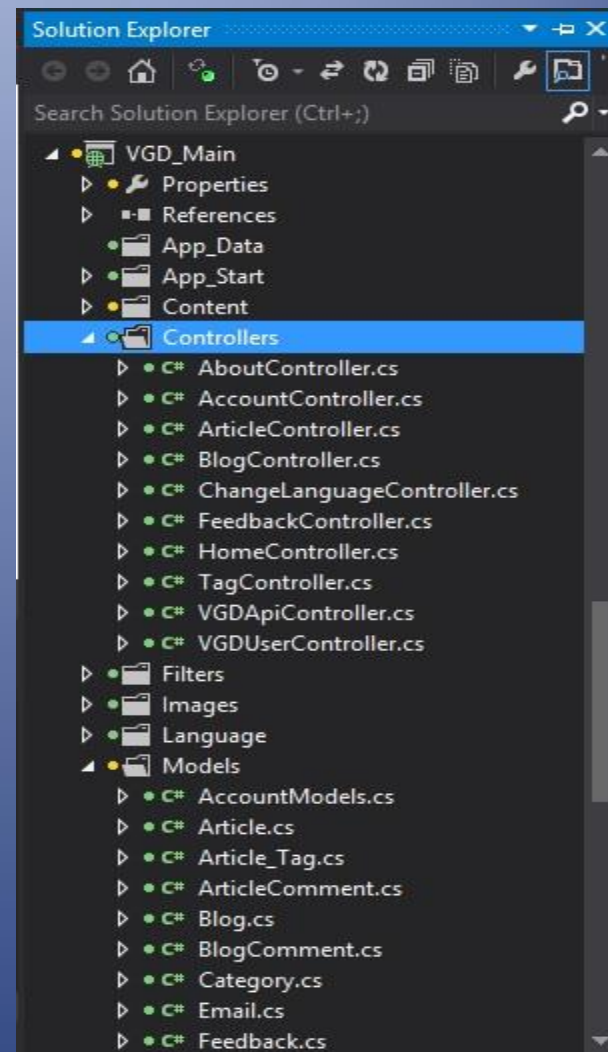 Solution Explorer
Search Solution Explorer (Ctrl+;)
VGD_Main
Properties
References
App_Data
App_Start
Content
Controllers
C# AboutController.cs
C# AccountController.cs
C# ArticleController.cs
C# BlogController.cs
C# ChangeLanguageController.cs
C# FeedbackController.cs
C# HomeController.cs
C# TagController.cs
C# VGDApiController.cs
C# VGDUserController.cs
Filters
Images
Language
Models
C# AccountModels.cs
C# Article.cs
C# Article_Tag.cs
C# ArticleComment.cs
C# Blog.cs
C# BlogComment.cs
C# Category.cs
C# Email.cs
C# Feedback.cs